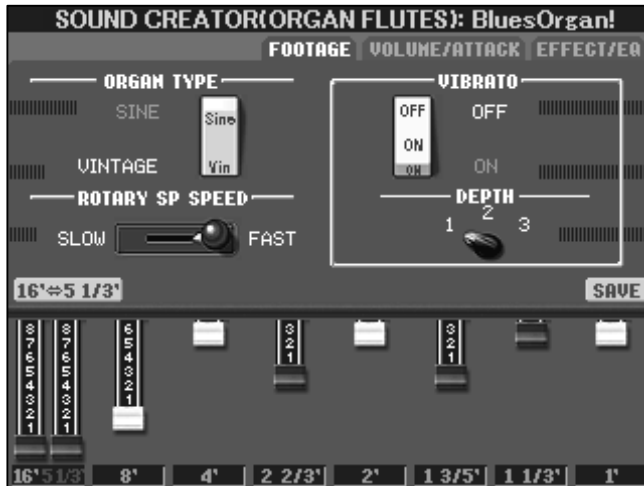 SOUND CREATOR(ORGAN FLUTES): BluesOrgan!
FOOTAGE VOLUME/ATTACK EFFECT/EQ
ORGAN TYPE
SINE
Sine
VINTAGE
Vin
ROTARY SP SPEED
SLOW
FAST
VIBRATO
OFF
OFF
ON
ON
ON
DEPTH
1
2
3
16'⇔5 1/3'
SAVE
8 8 6 3 3
7 7 5 2 2
6 6 4 1 1
5 5 3
4 4 2
3 3 1
2 2
1 1
16' 5 1/3' 8' 4' 2 2/3' 2' 1 3/5' 1 1/3' 1'